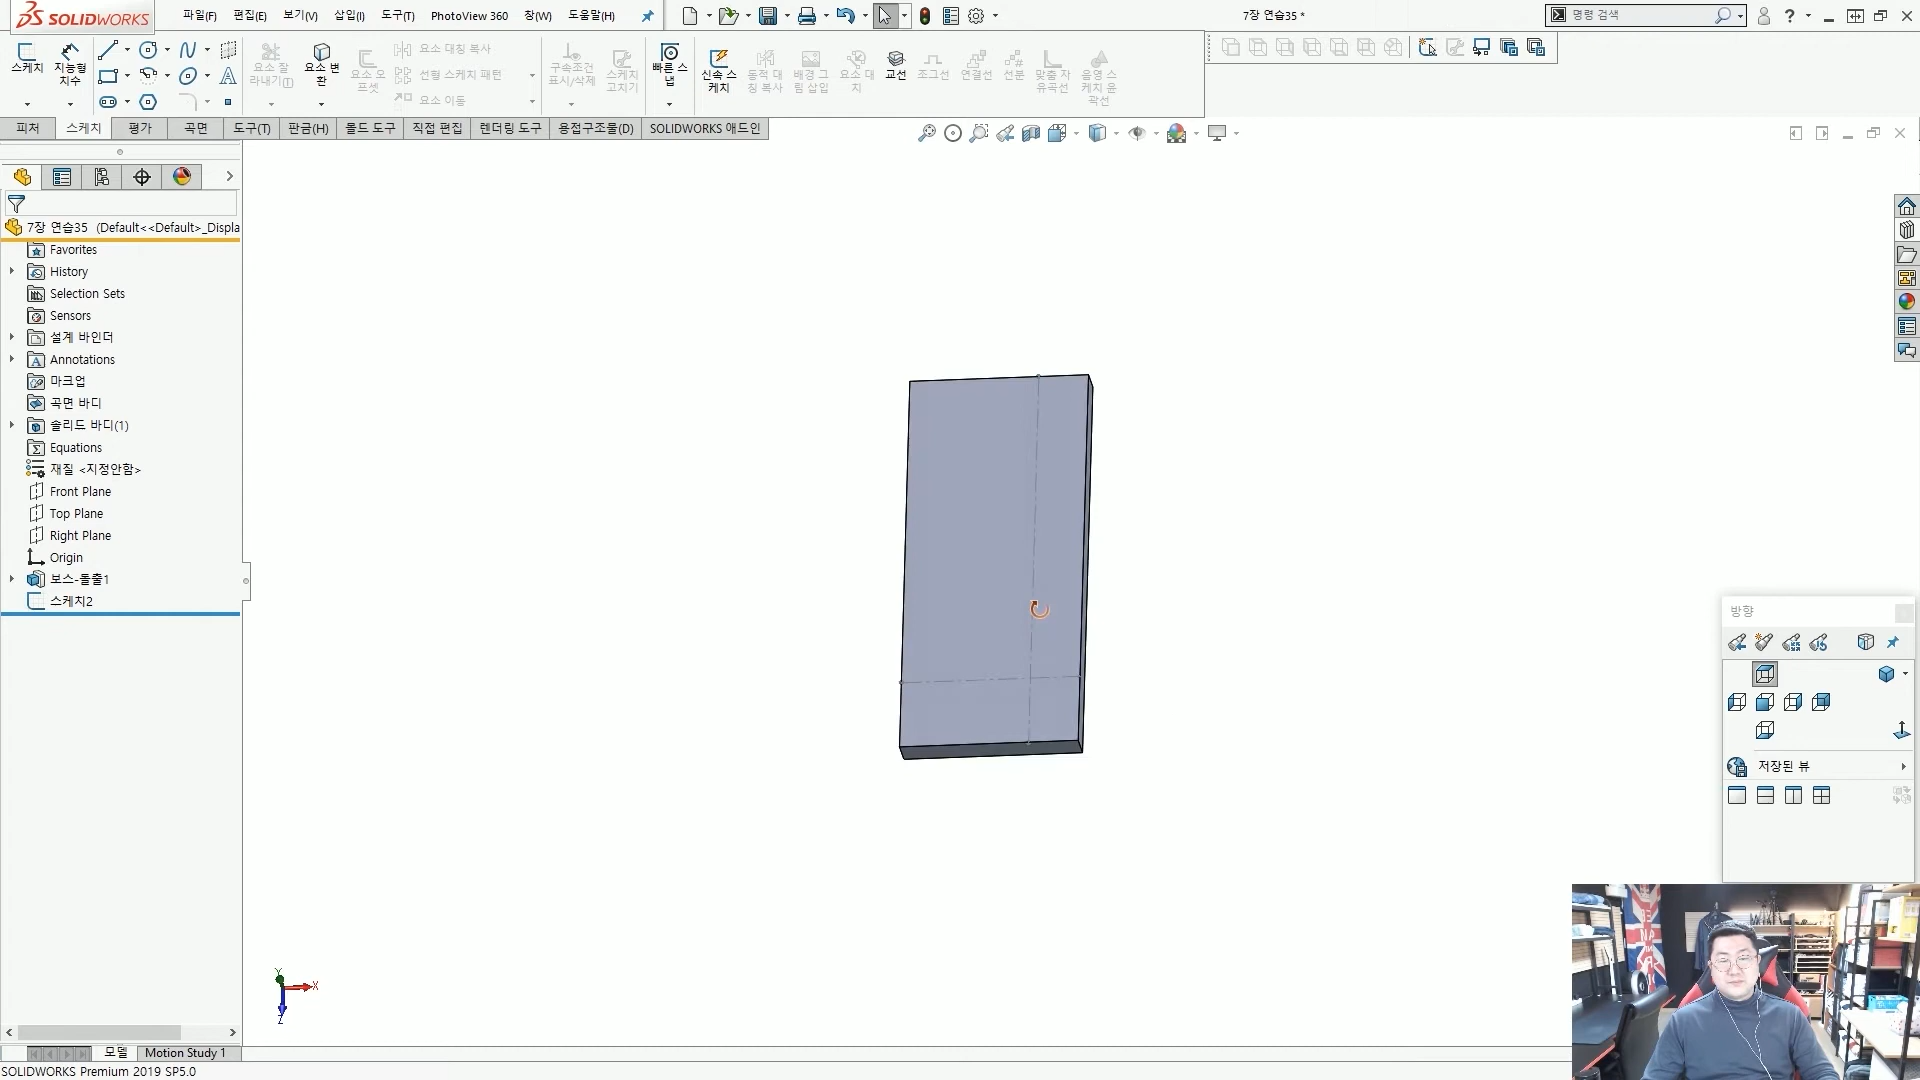 SOLIDWORKS
파일(F) 편집(E) 보기(V) 삽입(I) 도구(T) PhotoView 360 창(W) 도움말(H)
7장 연습35 *
명령 검색
스케치
지능형 치수
요소 잘라내기(T)
요소 변환
요소 오프셋
요소 대칭 복사
선형 스케치 패턴
요소 이동
구속조건 표시/삭제
스케치 고치기
빠른 스냅
신속 스케치
동적 대칭 복사
배경 그림 삽입
요소 대치
교선
조그선
연결선
선분
맞춤 자유곡선
음영 스케치 윤곽선
피처 스케치 평가 곡면 도구(T) 판금(H) 몰드 도구 직접 편집 렌더링 도구 용접구조물(D) SOLIDWORKS 애드인
7장 연습35 (Default<<Default>_Displa
Favorites
History
Selection Sets
Sensors
설계 바인더
Annotations
마크업
곡면 바디
솔리드 바디(1)
Equations
재질 <지정안함>
Front Plane
Top Plane
Right Plane
Origin
보스-돌출1
스케치2
방향
저장된 뷰
Y
X
Z
모델 Motion Study 1
SOLIDWORKS Premium 2019 SP5.0